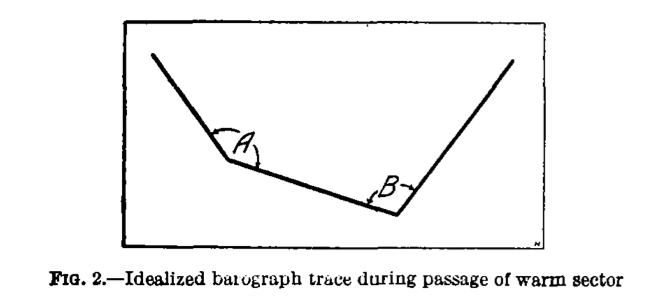 A
B
H
FIG. 2.—Idealized barograph trace during passage of warm sector